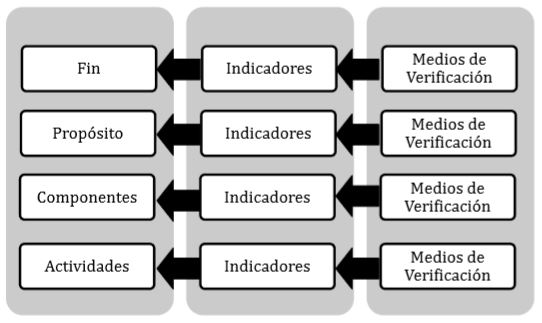 Fin
Indicadores
Medios de
Verificación
Propósito
Indicadores
Medios de
Verificación
Componentes
Indicadores
Medios de
Verificación
Actividades
Indicadores
Medios de
Verificación